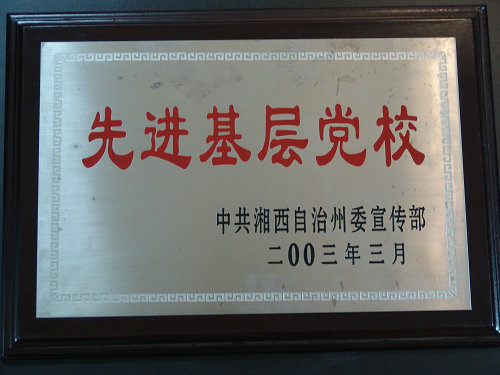 先进基层党校
中共湘西自治州委宣传部
二00三年三月